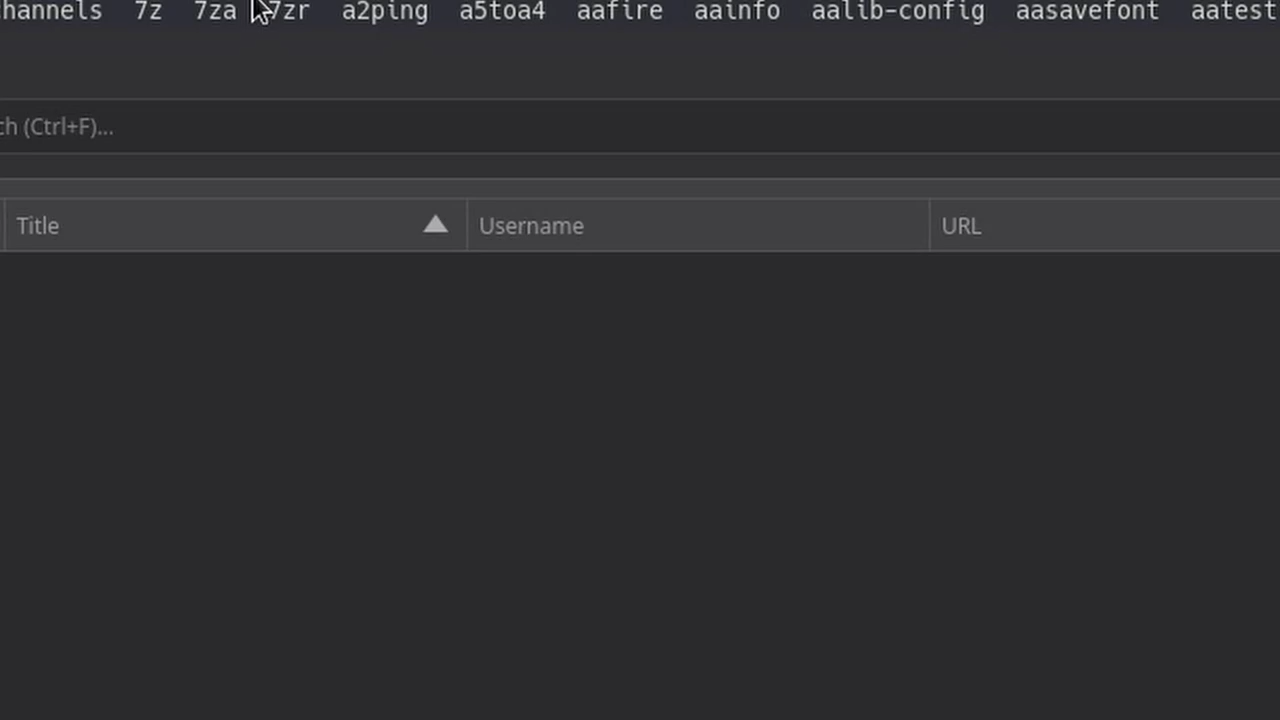 hannels 7z 7za 7zr a2ping a5toa4 aafire aainfo aalib-config aasavefont aatest
ch (Ctrl+F)...
Title Username URL